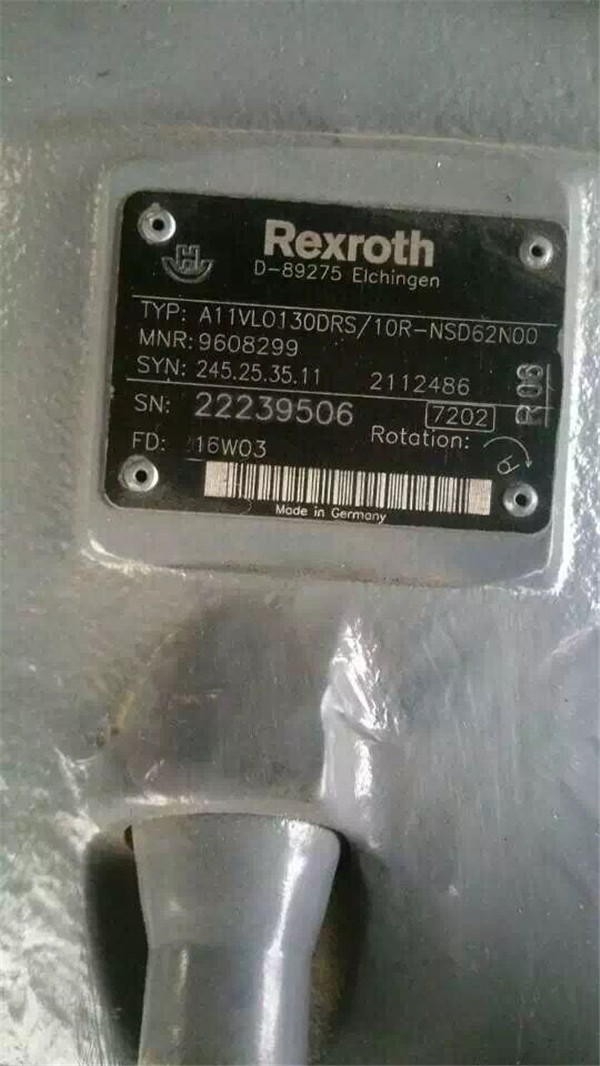 H
Rexroth
D-89275 Elchingen
TYP: A11VLO130DRS/10R-NSD62N00
MNR: 9608299
SYN: 245.25.35.11 2112486
R08
SN: 22239506 7202
FD: 16W03 Rotation:
Made in Germany